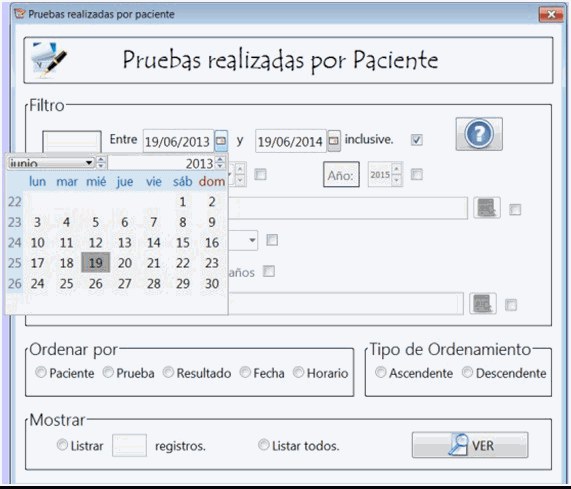 Pruebas realizadas por paciente
Pruebas realizadas por Paciente
Filtro
Entre 19/06/2013 y 19/06/2014 inclusive.
junio 2013
lun mar mié jue vie sáb dom
22 1 2
23 3 4 5 6 7 8 9
24 10 11 12 13 14 15 16
25 17 18 19 20 21 22 23
26 24 25 26 27 28 29 30
Año: 2015
años
Ordenar por
Paciente Prueba Resultado Fecha Horario
Tipo de Ordenamiento
Ascendente Descendente
Mostrar
Listrar registros. Listar todos. VER